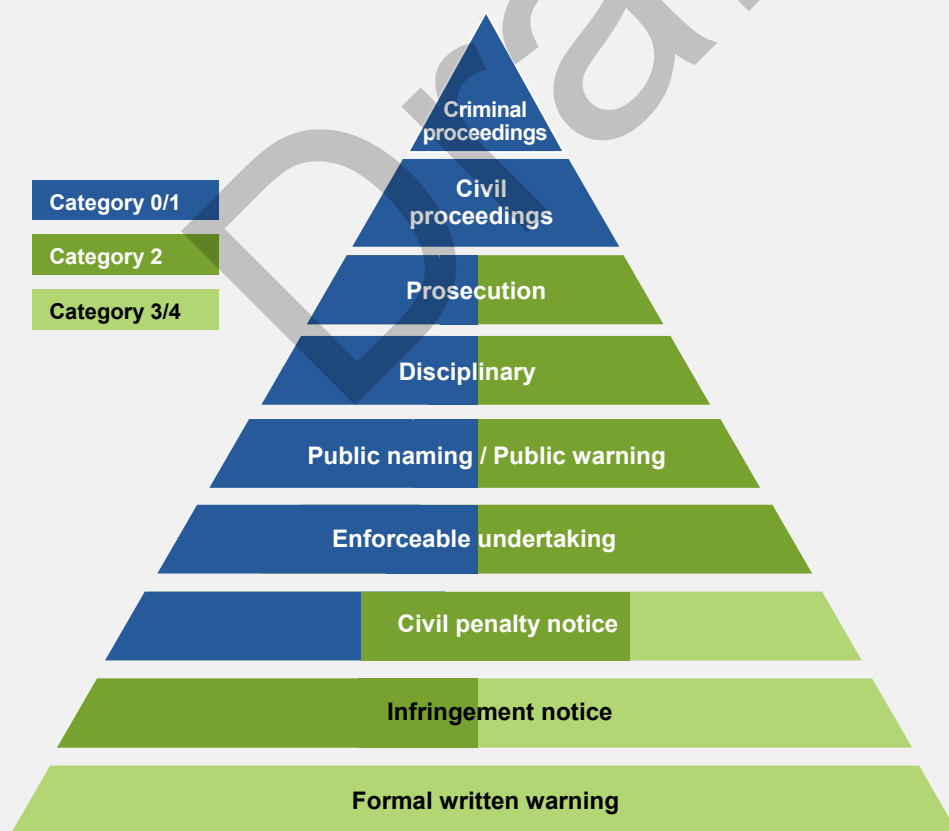 Criminal
proceedings
Civil
proceedings
Category 0/1
Category 2
Category 3/4
Prosecution
Disciplinary
Public naming / Public warning
Enforceable undertaking
Civil penalty notice
Infringement notice
Formal written warning